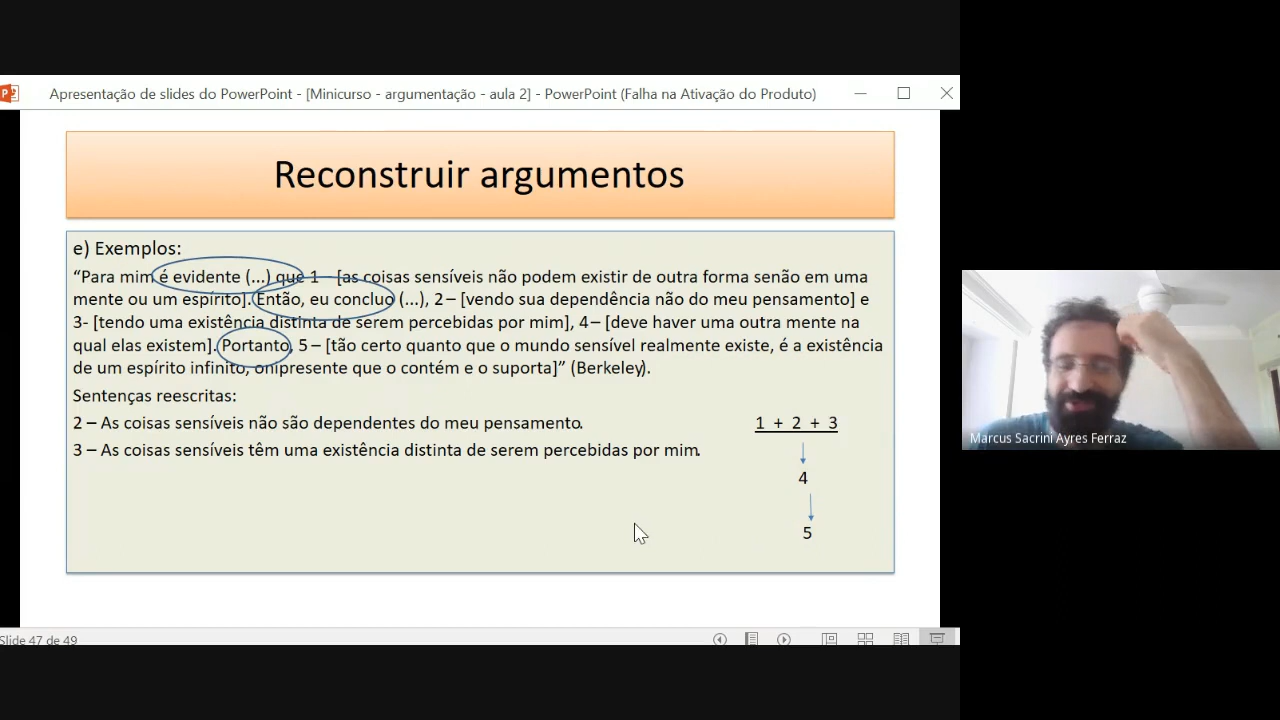 Apresentação de slides do PowerPoint - [Minicurso - argumentação - aula 2] - PowerPoint (Falha na Ativação do Produto)
Reconstruir argumentos
e) Exemplos:
“Para mim é evidente (...) que 1 – [as coisas sensíveis não podem existir de outra forma senão em uma
mente ou um espírito]. Então, eu concluo (...), 2 – [vendo sua dependência não do meu pensamento] e
3- [tendo uma existência distinta de serem percebidas por mim], 4 – [deve haver uma outra mente na
qual elas existem]. Portanto, 5 – [tão certo quanto que o mundo sensível realmente existe, é a existência
de um espírito infinito, onipresente que o contém e o suporta]” (Berkeley).
Sentenças reescritas:
2 – As coisas sensíveis não são dependentes do meu pensamento.
3 – As coisas sensíveis têm uma existência distinta de serem percebidas por mim.
1 + 2 + 3
4
5
Slide 47 de 49
Marcus Sacrini Ayres Ferraz